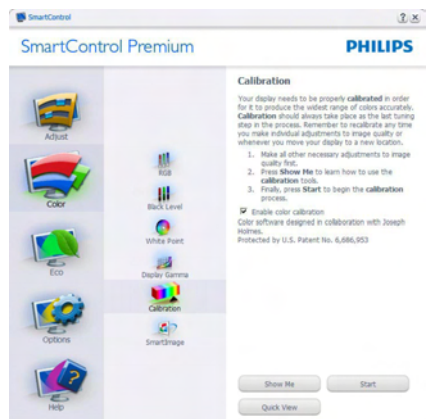 SmartControl
SmartControl Premium
PHILIPS
Adjust
Color
Eco
Options
Help
RGB
Black Level
White Point
Display Gamma
Calibration
SmartImage
Calibration
Your display needs to be properly calibrated in order
for it to produce the widest range of colors accurately.
Calibration should always take place as the last tuning
step in the process. Remember to recalibrate any time
you make individual adjustments to image quality or
whenever you move your display to a new location.
1. Make all other necessary adjustments to image
quality first.
2. Press Show Me to learn how to use the
calibration tools.
3. Finally, press Start to begin the calibration
process.
Enable color calibration
Color software designed in collaboration with Joseph
Holmes.
Protected by U.S. Patent No. 6,686,953
Show Me
Start
Quick View